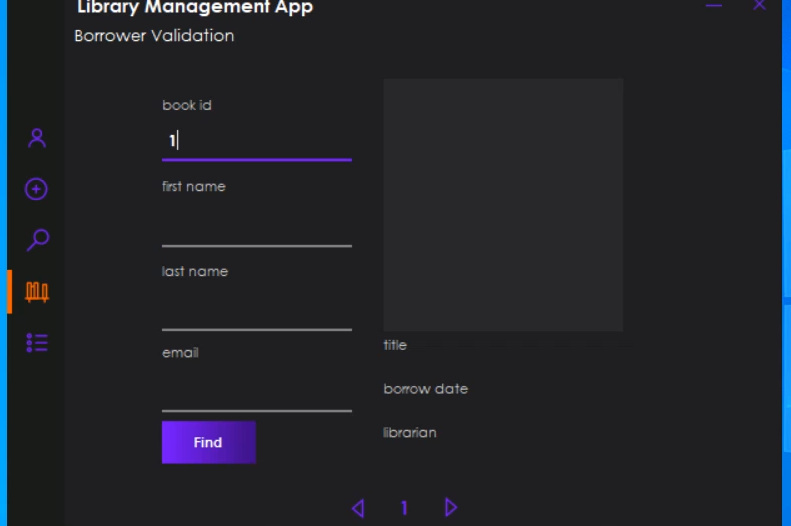 Library Management App
Borrower Validation
book id
1
first name
last name
email
Find
title
borrow date
librarian
1